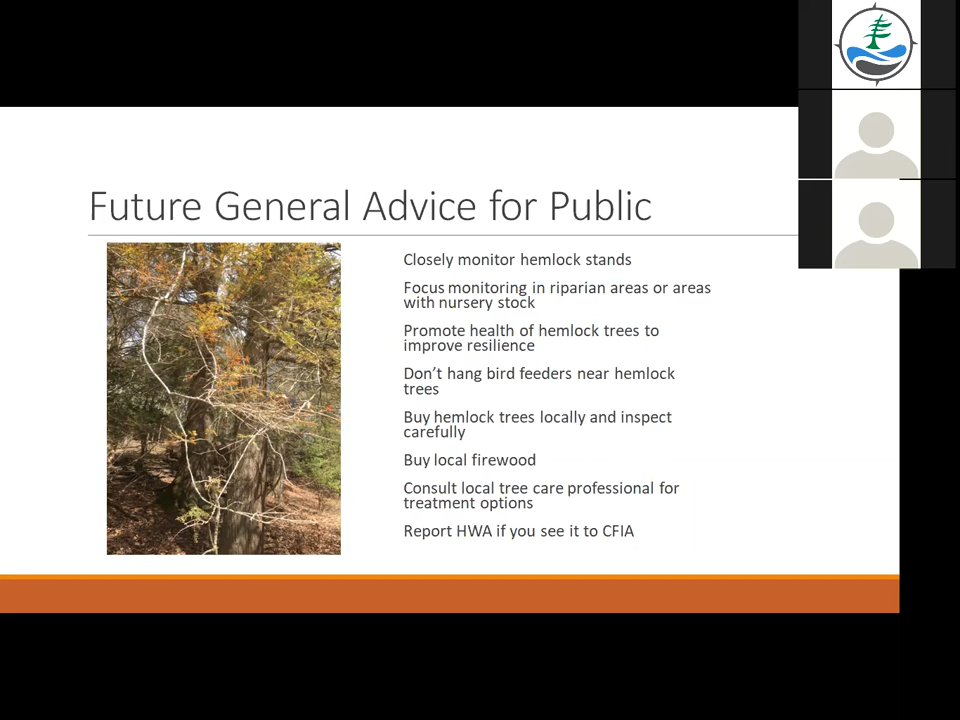 Future General Advice for Public
Closely monitor hemlock stands
Focus monitoring in riparian areas or areas
with nursery stock
Promote health of hemlock trees to
improve resilience
Don't hang bird feeders near hemlock
trees
Buy hemlock trees locally and inspect
carefully
Buy local firewood
Consult local tree care professional for
treatment options
Report HWA if you see it to CFIA